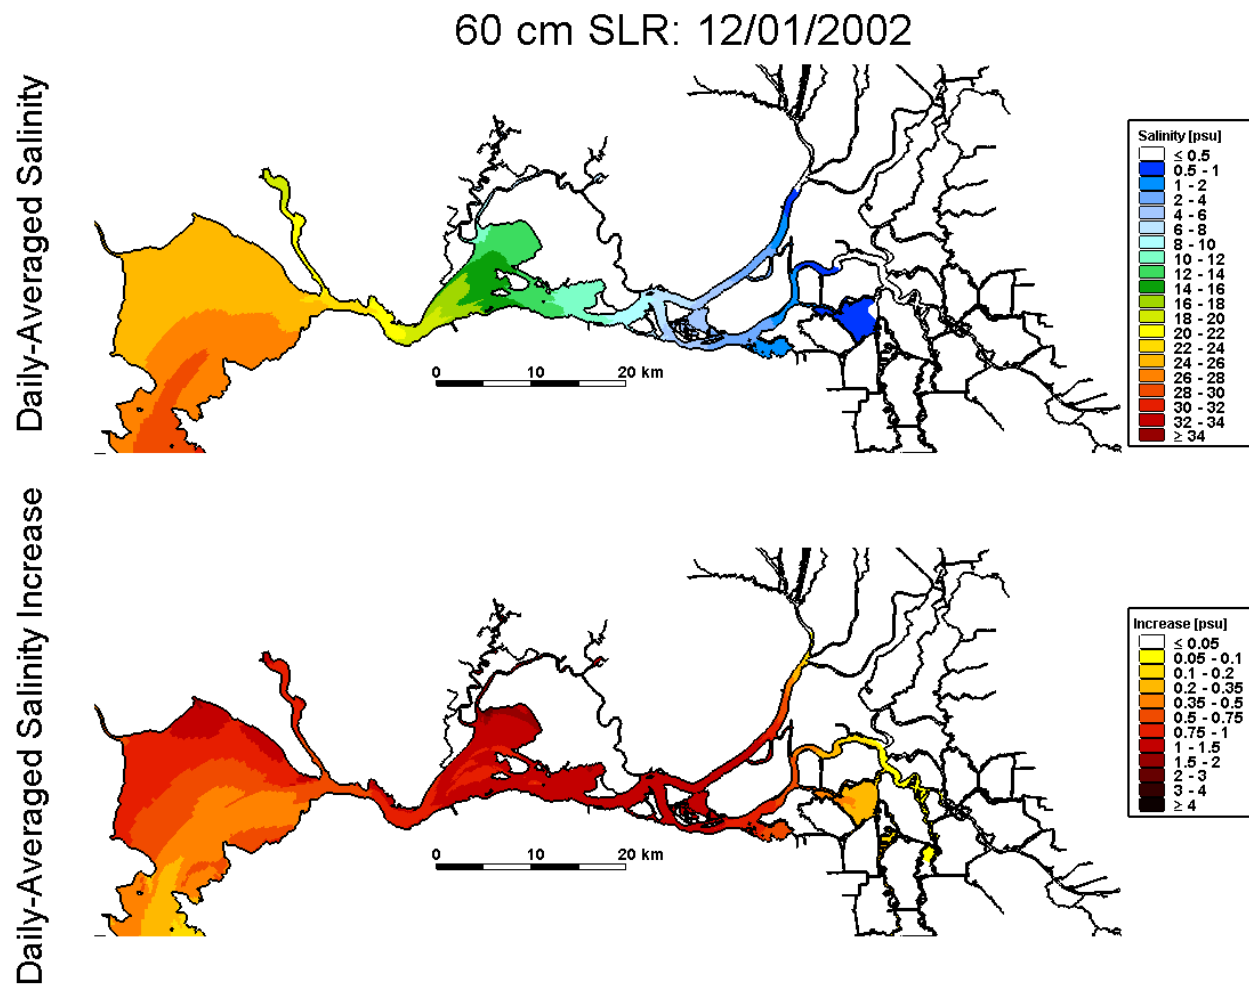 60 cm SLR: 12/01/2002
Daily-Averaged Salinity
Salinity [psu]
≤ 0.5
0.5 - 1
1 - 2
2 - 4
4 - 6
6 - 8
8 - 10
10 - 12
12 - 14
14 - 16
16 - 18
18 - 20
20 - 22
22 - 24
24 - 26
26 - 28
28 - 30
30 - 32
32 - 34
≥ 34
0 10 20 km
Daily-Averaged Salinity Increase
Increase [psu]
≤ 0.05
0.05 - 0.1
0.1 - 0.2
0.2 - 0.35
0.35 - 0.5
0.5 - 0.75
0.75 - 1
1 - 1.5
1.5 - 2
2 - 3
3 - 4
≥ 4
0 10 20 km